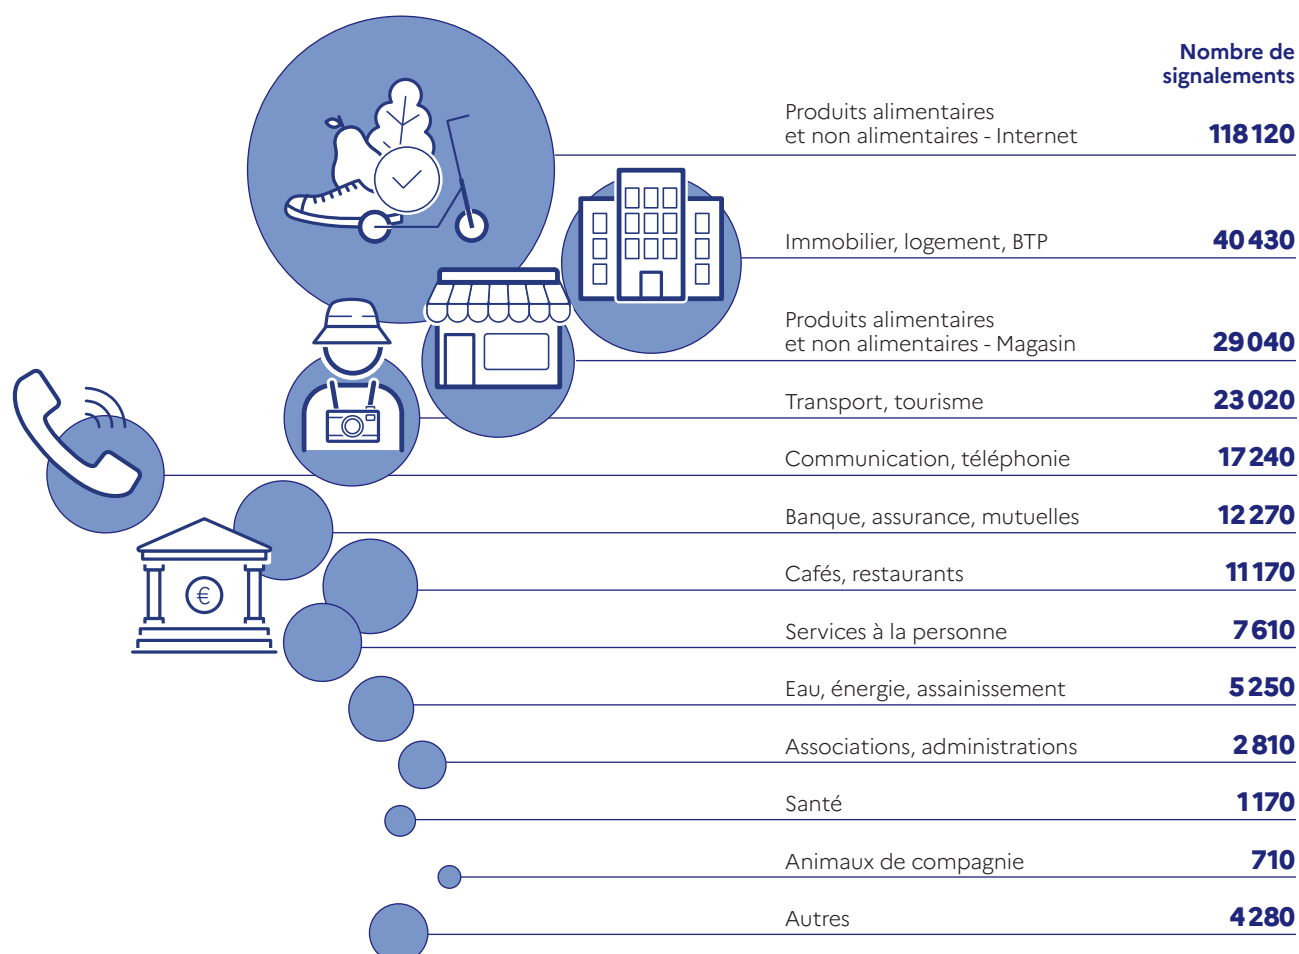 Nombre de
signalements
Produits alimentaires
et non alimentaires - Internet 118 120
Immobilier, logement, BTP 40 430
Produits alimentaires
et non alimentaires - Magasin 29 040
Transport, tourisme 23 020
Communication, téléphonie 17 240
Banque, assurance, mutuelles 12 270
€
Cafés, restaurants 11 170
Services à la personne 7 610
Eau, énergie, assainissement 5 250
Associations, administrations 2 810
Santé 1 170
Animaux de compagnie 710
Autres 4 280